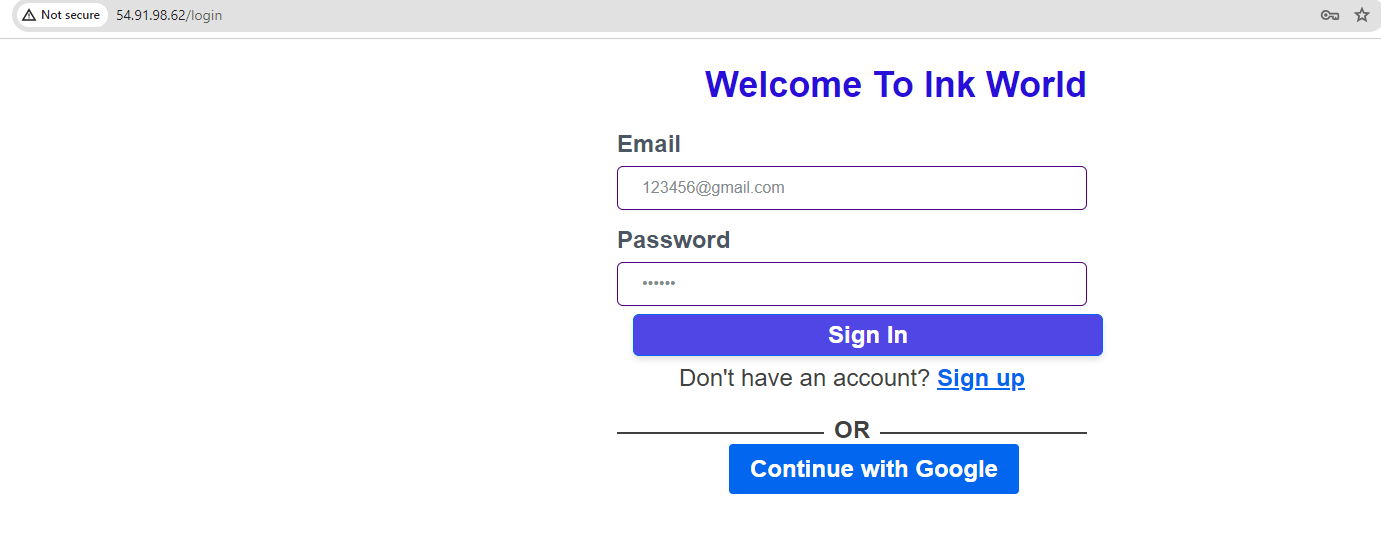 Not secure 54.91.98.62/login
Welcome To Ink World
Email
123456@gmail.com
Password
••••••
Sign In
Don't have an account? Sign up
OR
Continue with Google